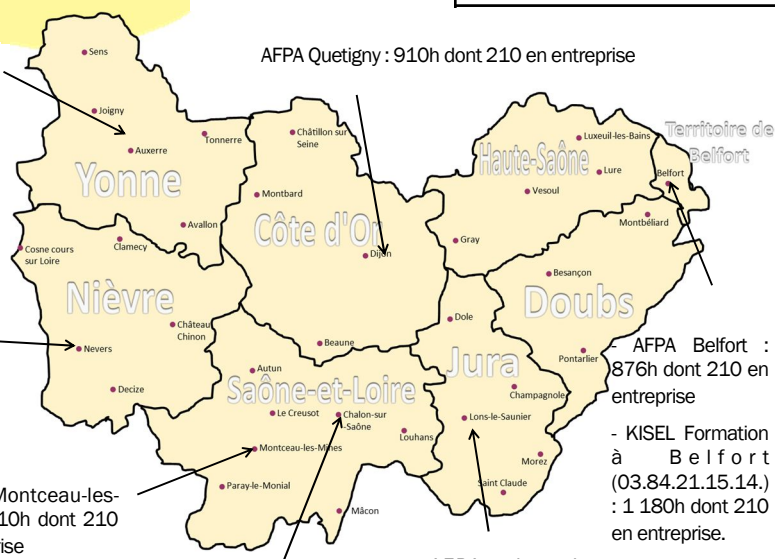 AFPA Quetigny : 910h dont 210 en entreprise
Sens
Joigny
Auxerre
Tonnerre
Yonne
Avallon
Châtillon sur
Seine
Montbard
Côte d'Or
Dijon
Beaune
Luxeuil-les-Bains
Haute-Saône
Lure
Vesoul
Gray
Territoire de
Belfort
Belfort
Montbéliard
Besançon
Doubs
Pontarlier
Cosne cours
sur Loire
Clamecy
Nièvre
Château
Chinon
Nevers
Decize
Autun
Saône-et-Loire
Le Creusot
Chalon-sur
-Saône
Louhans
Montceau-les-Mines
Paray-le-Monial
Mâcon
Dole
Jura
Champagnole
Lons-le-Saunier
Morez
Saint Claude
- AFPA Belfort :
876h dont 210 en
entreprise
- KISEL Formation
à Belfort
(03.84.21.15.14.)
: 1 180h dont 210
en entreprise.
Montceau-les-
10h dont 210